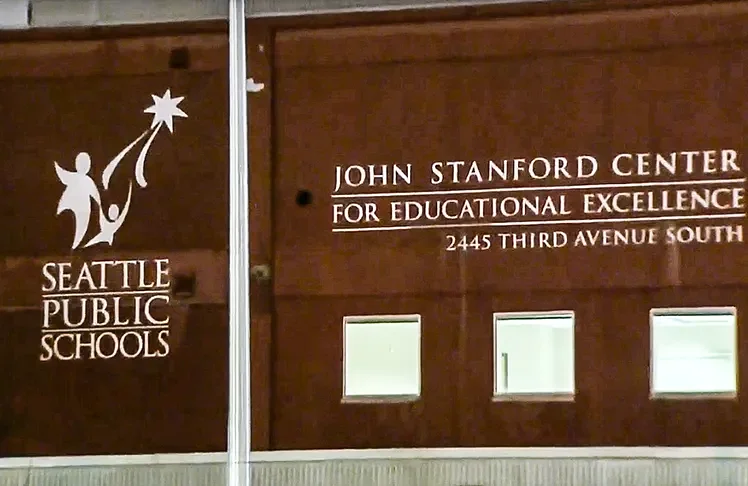 SEATTLE
PUBLIC
SCHOOLS
JOHN STANFORD CENTER
FOR EDUCATIONAL EXCELLENCE
2445 THIRD AVENUE SOUTH